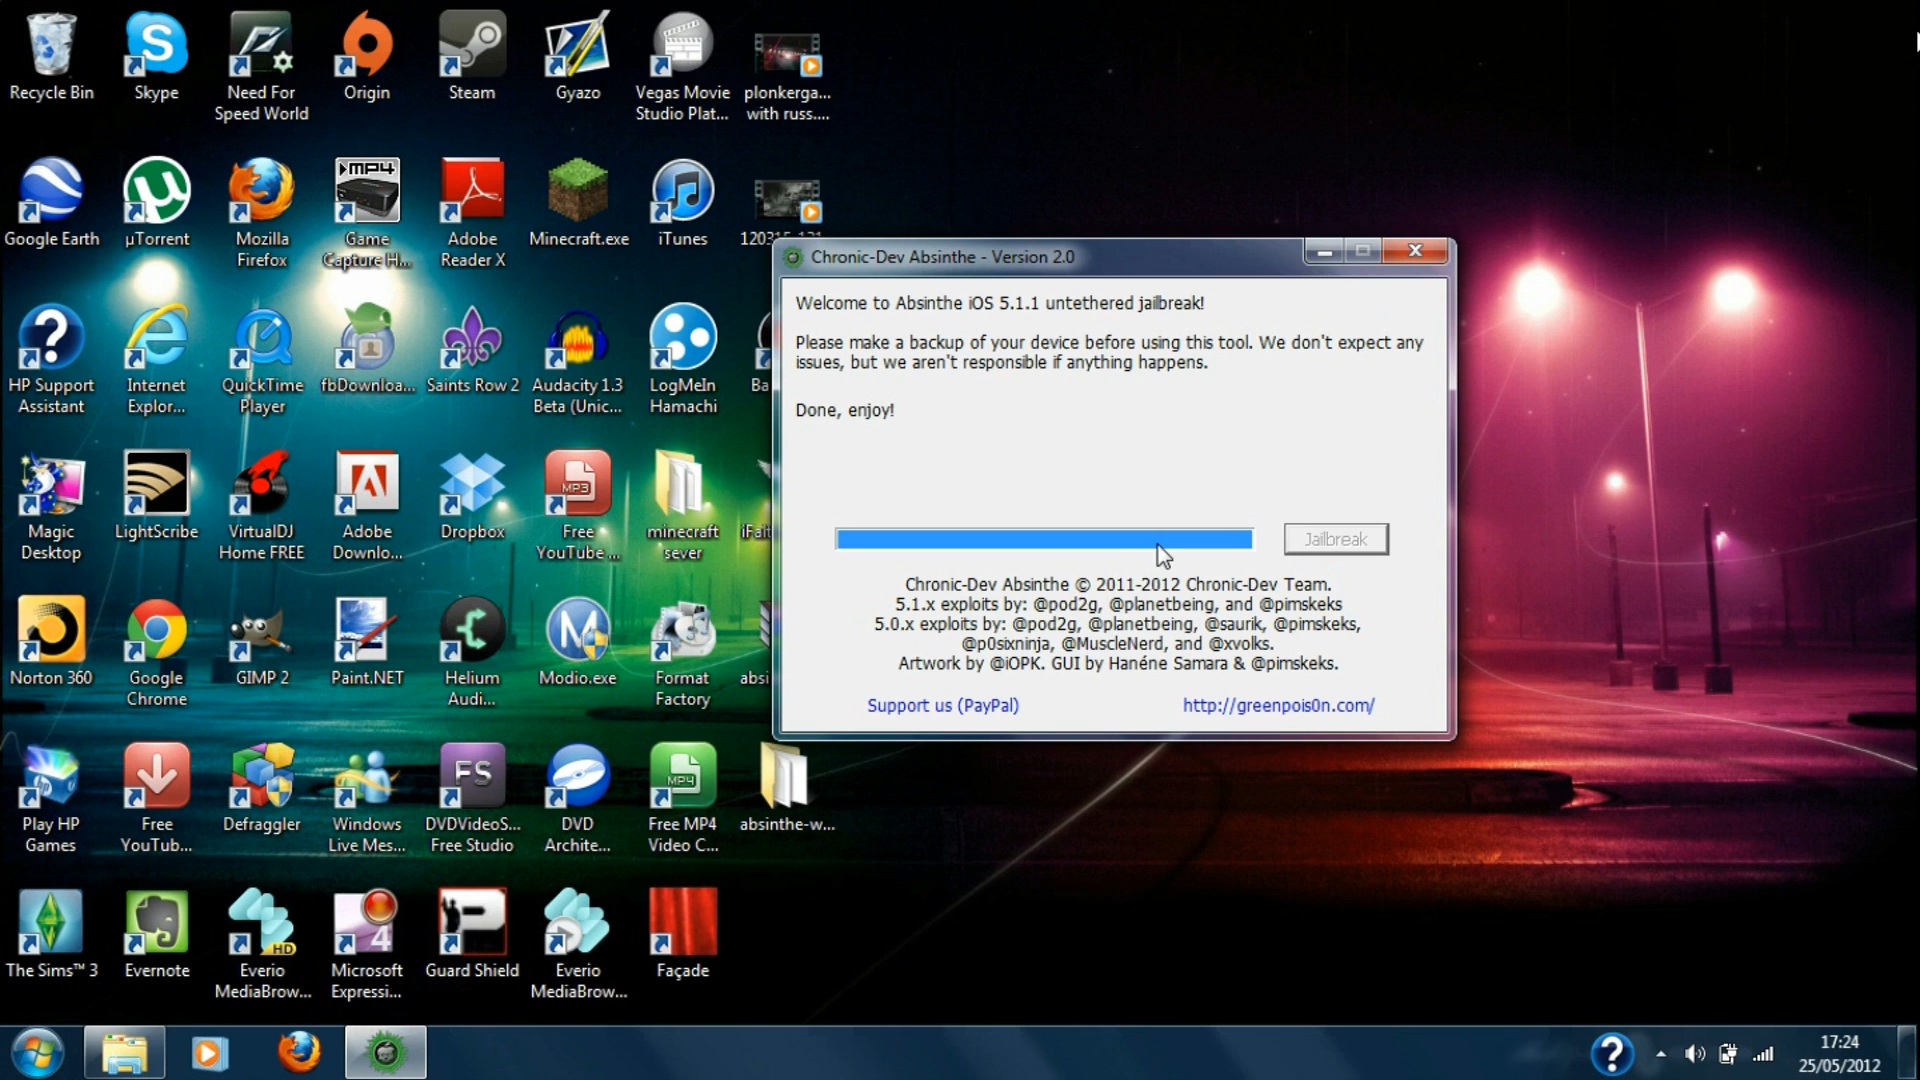 Recycle Bin
Skype
Need For
Speed World
Origin
Steam
Gyazo
Vegas Movie
Studio Plat...
plonkerga...
with russ....
Google Earth
µTorrent
Mozilla
Firefox
MP4
Game
Capture H...
Adobe
Reader X
Minecraft.exe
iTunes
HP Support
Assistant
Internet
Explor...
QuickTime
Player
fbDownloa...
Saints Row 2
Audacity 1.3
Beta (Unic...
LogMeIn
Hamachi
Ba
Magic
Desktop
LightScribe
VirtualDJ
Home FREE
Adobe
Downlo...
Dropbox
MP3
Free
YouTube ...
minecraft
sever
iFait
Norton 360
Google
Chrome
GIMP 2
Paint.NET
Helium
Audi...
Modio.exe
Format
Factory
absi
Play HP
Games
Free
YouTub...
Defraggler
Windows
Live Mes...
FS
DVDVideoS...
Free Studio
DVD
Archite...
MP4
Free MP4
Video C...
absinthe-w...
The Sims™ 3
Evernote
HD
Everio
MediaBrow...
4
Microsoft
Expressi...
Guard Shield
Everio
MediaBrow...
Façade
Chronic-Dev Absinthe - Version 2.0
Welcome to Absinthe iOS 5.1.1 untethered jailbreak!
Please make a backup of your device before using this tool. We don't expect any
issues, but we aren't responsible if anything happens.
Done, enjoy!
Jailbreak
Chronic-Dev Absinthe © 2011-2012 Chronic-Dev Team.
5.1.x exploits by: @pod2g, @planetbeing, and @pimskeks
5.0.x exploits by: @pod2g, @planetbeing, @saurik, @pimskeks,
@p0sixninja, @MuscleNerd, and @xvolks.
Artwork by @iOPK. GUI by Hanéne Samara & @pimskeks.
Support us (PayPal)
http://greenpois0n.com/
17:24
25/05/2012